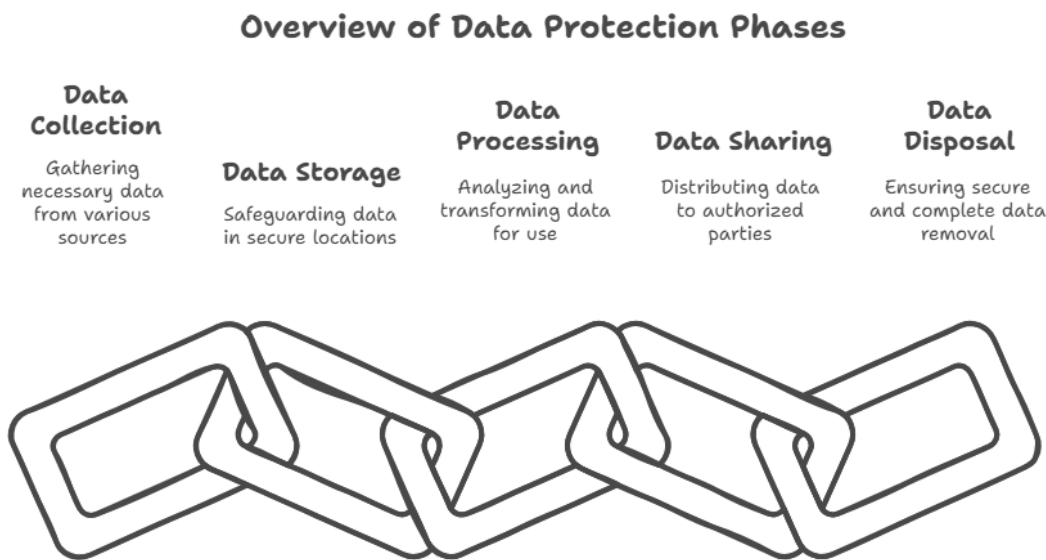 Overview of Data Protection Phases
Data
Collection
Gathering
necessary data
from various
sources
Data Storage
Safeguarding data
in secure locations
Data
Processing
Analyzing and
transforming data
for use
Data Sharing
Distributing data
to authorized
parties
Data
Disposal
Ensuring secure
and complete data
removal